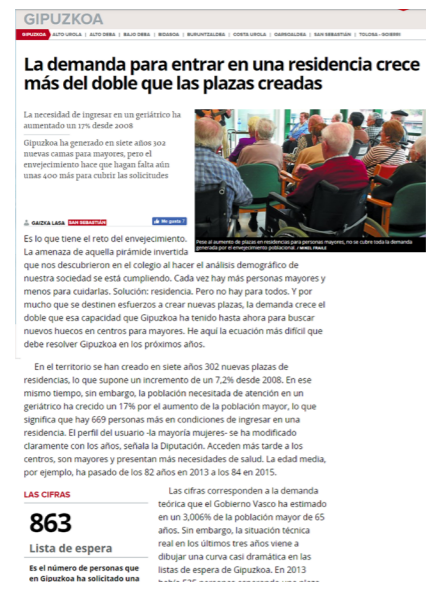 GIPUZKOA
GIPUZKOA | ALTO UROLA | ALTO DEBA | BAJO DEBA | BIDASOA | BURUNTZALDEA | COSTA UROLA | OARSOALDEA | SAN SEBASTIÁN | TOLOSA-GOIERRI
La demanda para entrar en una residencia crece
más del doble que las plazas creadas
La necesidad de ingresar en un geriátrico ha
aumentado un 17% desde 2008
Gipuzkoa ha generado en siete años 302
nuevas camas para mayores, pero el
envejecimiento hace que hagan falta aún
unas 400 más para cubrir las solicitudes
GAIZKA LASA SAN SEBASTIÁN
Me gusta
Pese al aumento de plazas en residencias para personas mayores, no se cubre toda la demanda
generada por el envejecimiento poblacional. / MIKEL FRAILE
Es lo que tiene el reto del envejecimiento.
La amenaza de aquella pirámide invertida
que nos describieron en el colegio al hacer el análisis demográfico de
nuestra sociedad se está cumpliendo. Cada vez hay más personas mayores y
menos para cuidarlas. Solución: residencia. Pero no hay para todos. Y por
mucho que se destinen esfuerzos a crear nuevas plazas, la demanda crece el
doble que esa capacidad que Gipuzkoa ha tenido hasta ahora para buscar
nuevos huecos en centros para mayores. He aquí la ecuación más difícil que
debe resolver Gipuzkoa en los próximos años.
En el territorio se han creado en siete años 302 nuevas plazas de
residencias, lo que supone un incremento de un 7,2% desde 2008. En ese
mismo tiempo, sin embargo, la población necesitada de atención en un
geriátrico ha crecido un 17% por el aumento de la población mayor, lo que
significa que hay 669 personas más en condiciones de ingresar en una
residencia. El perfil del usuario -la mayoría mujeres- se ha modificado
claramente con los años, señala la Diputación. Acceden más tarde a los
centros, son mayores y presentan más necesidades de salud. La edad media,
por ejemplo, ha pasado de los 82 años en 2013 a los 84 en 2015.
LAS CIFRAS
863
Lista de espera
Es el número de personas que
en Gipuzkoa ha solicitado una
Las cifras corresponden a la demanda
teórica que el Gobierno Vasco ha estimado
en un 3,006% de la población mayor de 65
años. Sin embargo, la situación técnica
real en los últimos tres años viene a
dibujar una curva casi dramática en las
listas de espera de Gipuzkoa. En 2013